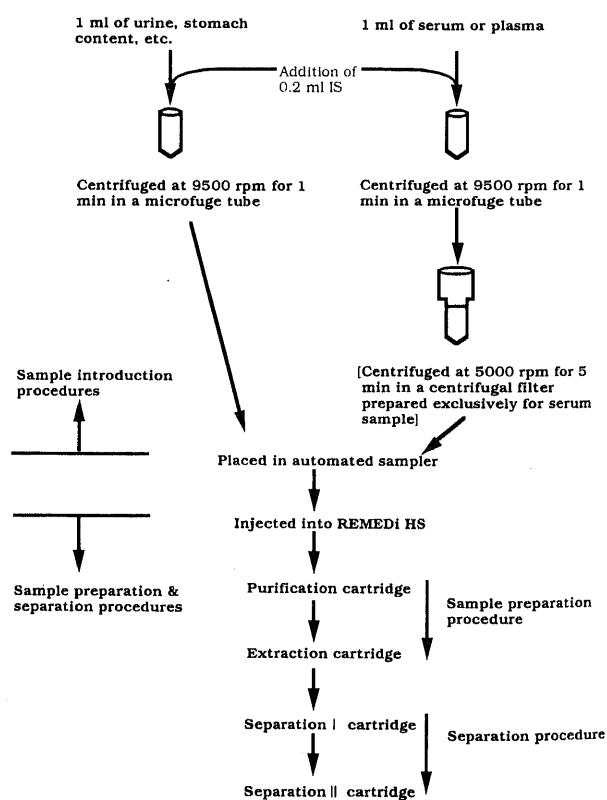 1 ml of urine, stomach
content, etc.
1 ml of serum or plasma
Addition of
0.2 ml IS
Centrifuged at 9500 rpm for 1
min in a microfuge tube
Centrifuged at 9500 rpm for 1
min in a microfuge tube
[Centrifuged at 5000 rpm for 5
min in a centrifugal filter
prepared exclusively for serum
sample]
Sample introduction
procedures
Placed in automated sampler
Injected into REMEDi HS
Sample preparation &
separation procedures
Purification cartridge
Sample preparation
procedure
Extraction cartridge
Separation I cartridge
Separation procedure
Separation II cartridge